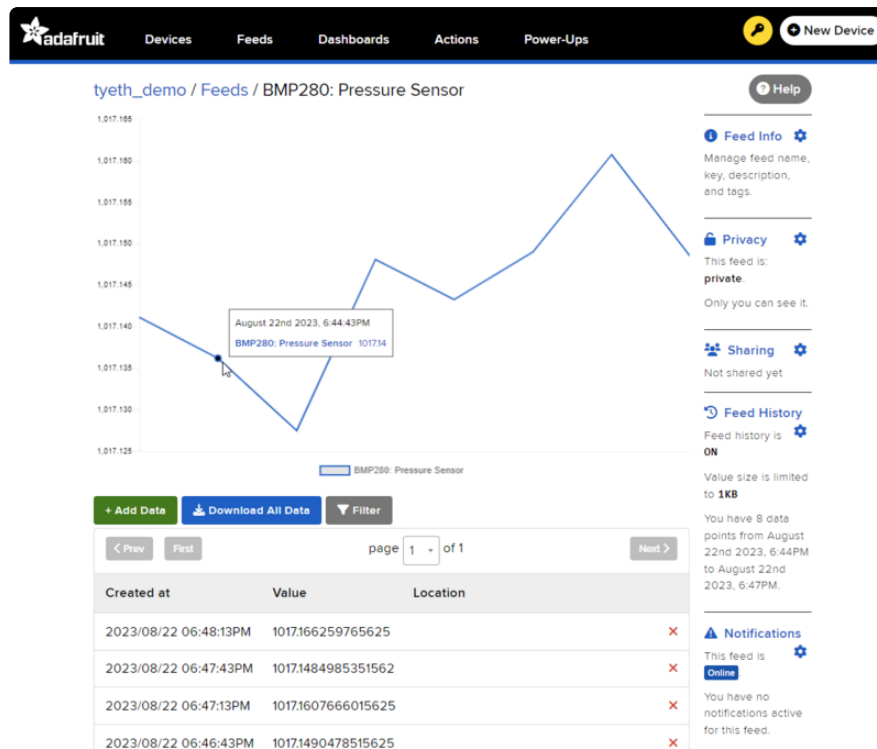 adafruit Devices Feeds Dashboards Actions Power-Ups New Device
tyeth_demo / Feeds / BMP280: Pressure Sensor
Help
1,017.165
1,017.160
1,017.155
1,017.150
1,017.145
1,017.140
1,017.135
1,017.130
1,017.125
August 22nd 2023, 6:44:43PM
BMP280: Pressure Sensor 1017.14
BMP280: Pressure Sensor
+ Add Data Download All Data Filter
Prev First page 1 of 1 Next
Created at Value Location
2023/08/22 06:48:13PM 1017.166259765625
2023/08/22 06:47:43PM 1017.1484985351562
2023/08/22 06:47:13PM 1017.1607666015625
2023/08/22 06:46:43PM 1017.1490478515625
Feed Info
Manage feed name,
key, description,
and tags.
Privacy
This feed is:
private.
Only you can see it.
Sharing
Not shared yet
Feed History
Feed history is
ON
Value size is limited
to 1KB
You have 8 data
points from August
22nd 2023, 6:44PM
to August 22nd
2023, 6:47PM.
Notifications
This feed is
Online
You have no
notifications active
for this feed.